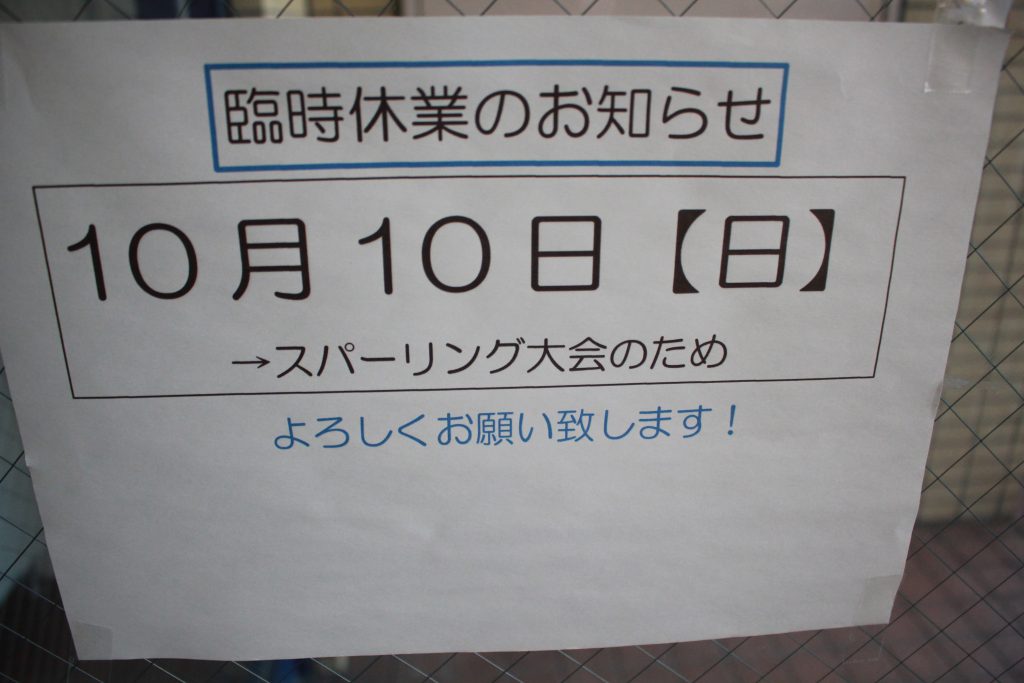 臨時休業のお知らせ
10月10日【日】
→スパーリング大会のため
よろしくお願い致します!